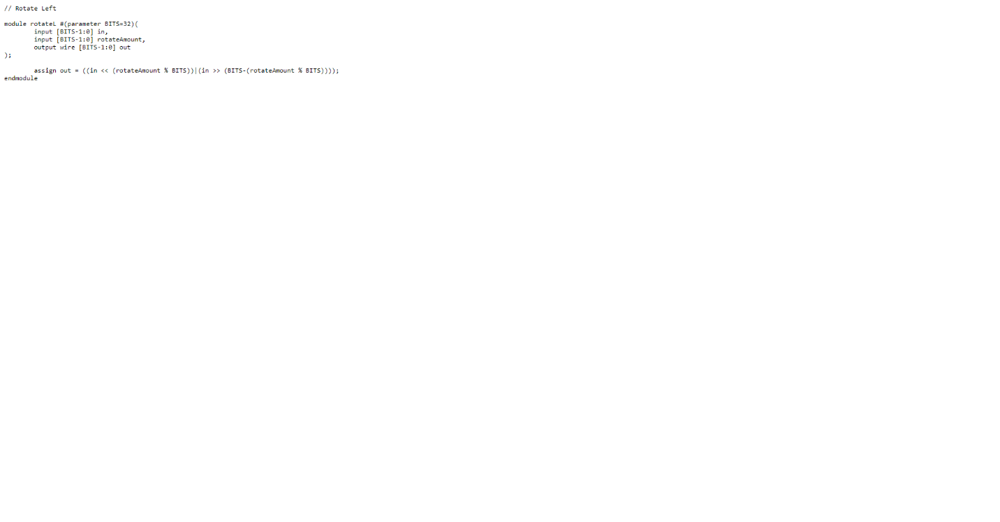 // Rotate Left
module rotateL #(parameter BITS=32)(
input [BITS-1:0] in,
input [BITS-1:0] rotateAmount,
output wire [BITS-1:0] out
);
assign out = ((in << (rotateAmount % BITS))|(in >> (BITS-(rotateAmount % BITS))));
endmodule